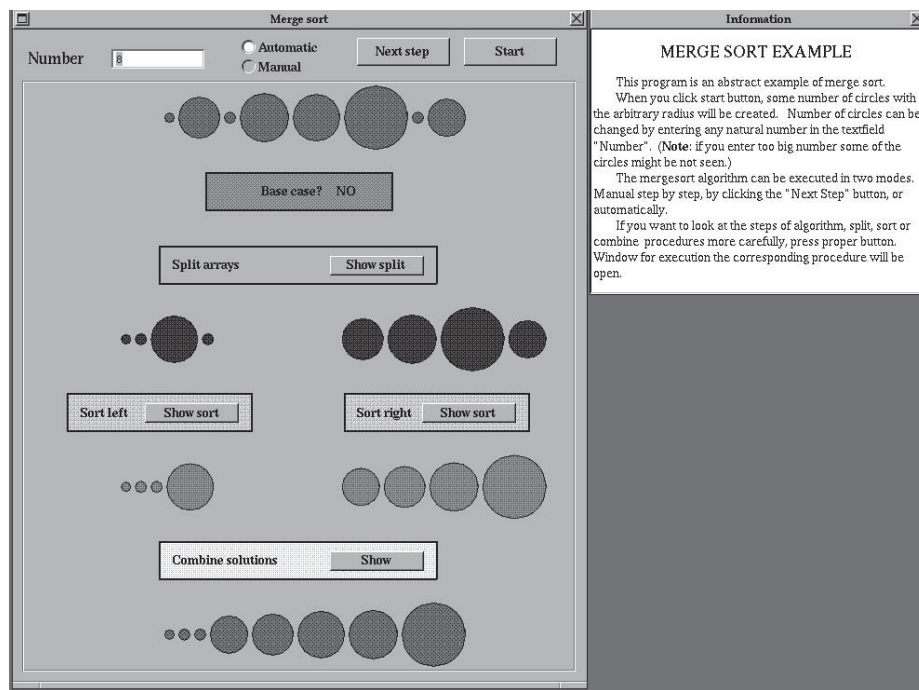 Merge sort
Number 8
Automatic
Manual
Next step
Start
Base case? NO
Split arrays
Show split
Sort left
Show sort
Sort right
Show sort
Combine solutions
Show
Information
MERGE SORT EXAMPLE
This program is an abstract example of merge sort.
When you click start button, some number of circles with
the arbitrary radius will be created. Number of circles can be
changed by entering any natural number in the textfield
"Number". (Note: if you enter too big number some of the
circles might be not seen.)
The mergesort algorithm can be executed in two modes.
Manual step by step, by clicking the "Next Step" button, or
automatically.
If you want to look at the steps of algorithm, split, sort or
combine procedures more carefully, press proper button.
Window for execution the corresponding procedure will be
open.